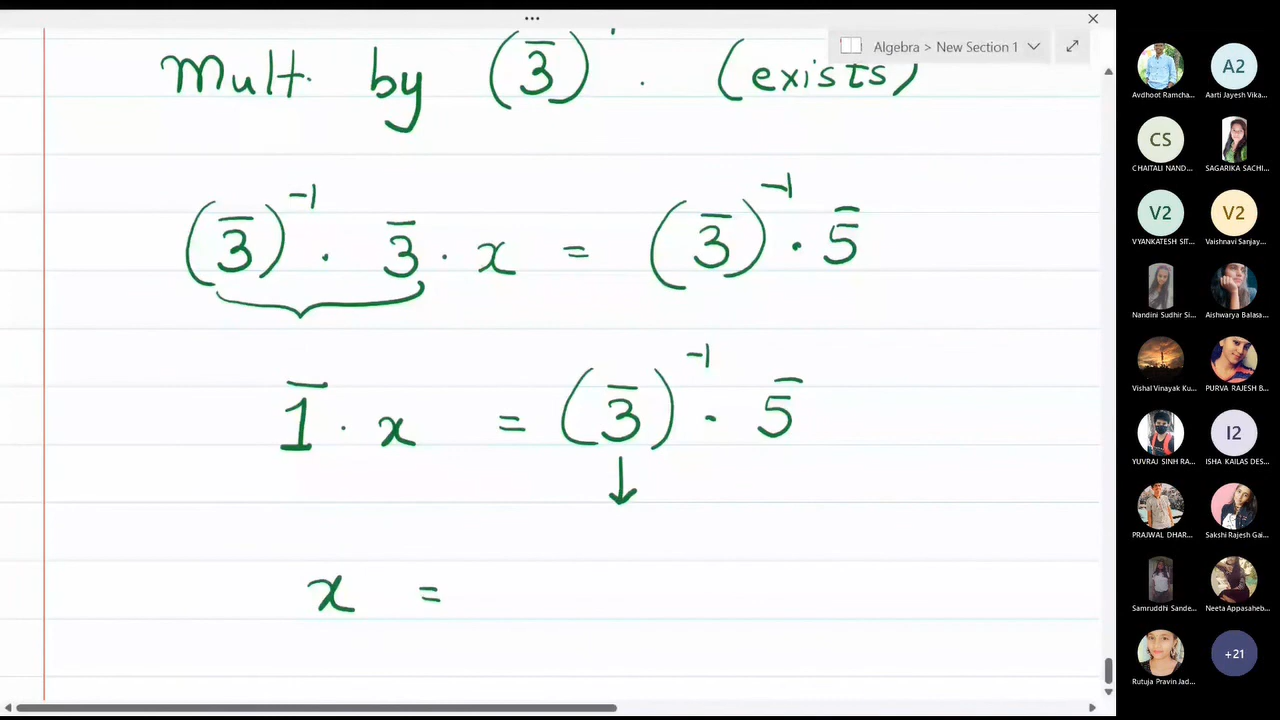 Algebra > New Section 1
Mult. by (3̅) . (exists)
(3̅)⁻¹ . 3̅ . x = (3̅)⁻¹ . 5̅
1̅ . x = (3̅)⁻¹ . 5̅
↓
x =
Avdhoot Ramcha...
A2
Aarti Jayesh Vika...
CS
CHAITALI NAND...
SAGARIKA SACHI...
V2
VYANKATESH SIT...
V2
Vaishnavi Sanjay...
Nandini Sudhir Si...
Aishwarya Balasa...
Vishal Vinayak Ku...
PURVA RAJESH B...
YUVRAJ SINH RA...
I2
ISHA KAILAS DES...
PRAJWAL DHAR...
Sakshi Rajesh Gai...
Samruddhi Sande...
Neeta Appasaheb...
Rutuja Pravin Jad...
+21